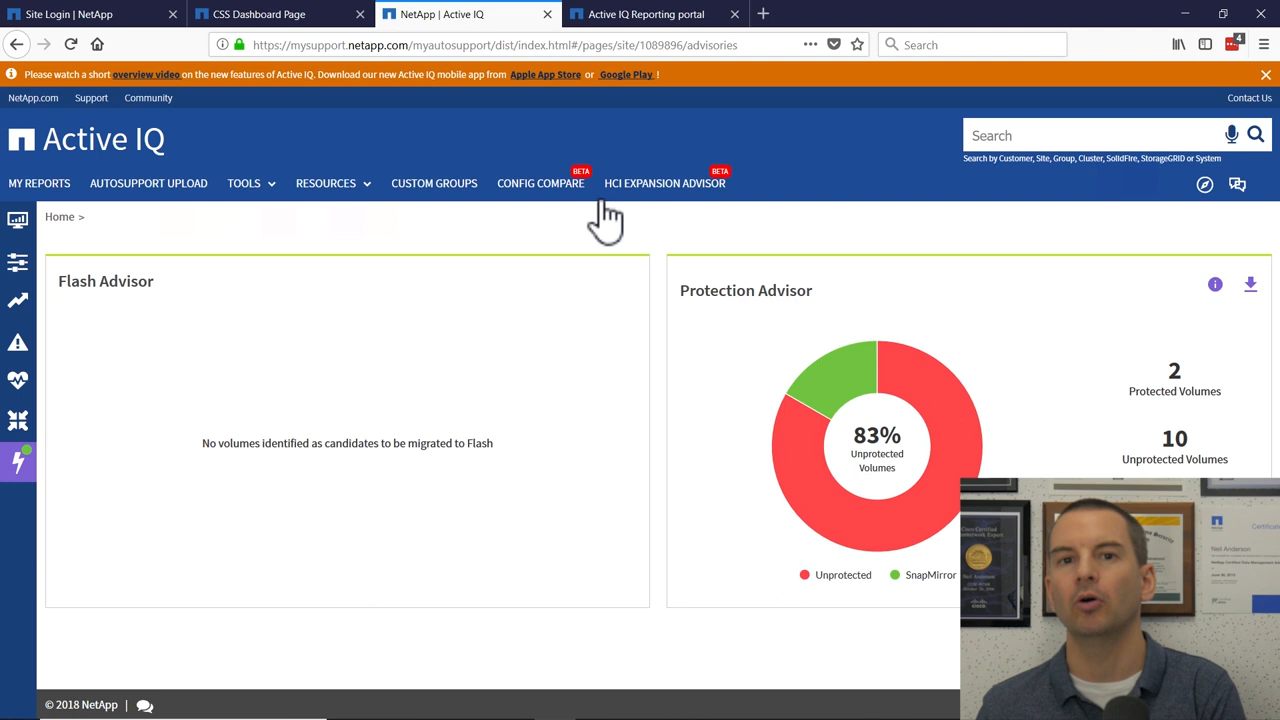 Site Login | NetApp
CSS Dashboard Page
NetApp | Active IQ
Active IQ Reporting portal
https://mysupport.netapp.com/myautosupport/dist/index.html#/pages/site/1089896/advisories
Search
4
Please watch a short overview video on the new features of Active IQ. Download our new Active IQ mobile app from Apple App Store or Google Play !
NetApp.com Support Community Contact Us
Active IQ
Search
Search by Customer, Site, Group, Cluster, SolidFire, StorageGRID or System
BETA BETA
MY REPORTS AUTOSUPPORT UPLOAD TOOLS RESOURCES CUSTOM GROUPS CONFIG COMPARE HCI EXPANSION ADVISOR
Home >
Flash Advisor
No volumes identified as candidates to be migrated to Flash
Protection Advisor
83%
Unprotected
Volumes
2
Protected Volumes
10
Unprotected Volumes
Unprotected SnapMirror
Neil Anderson
© 2018 NetApp |